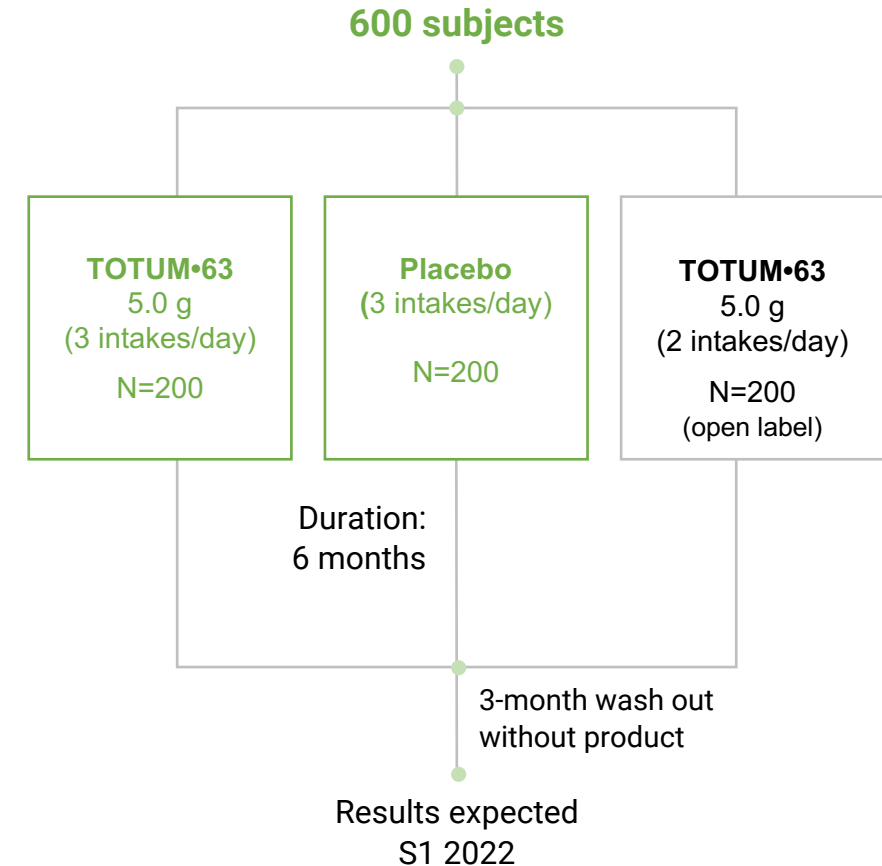 600 subjects
TOTUM•63
5.0 g
(3 intakes/day)
N=200
Placebo
(3 intakes/day)
N=200
TOTUM•63
5.0 g
(2 intakes/day)
N=200
(open label)
Duration:
6 months
3-month wash out
without product
Results expected
S1 2022